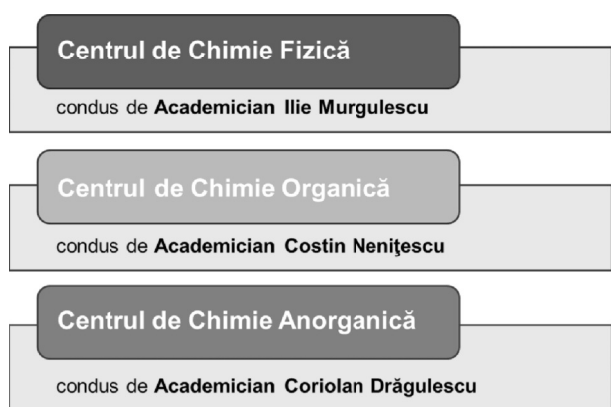 Centrul de Chimie Fizică
condus de Academician Ilie Murgulescu
Centrul de Chimie Organică
condus de Academician Costin Neniţescu
Centrul de Chimie Anorganică
condus de Academician Coriolan Drăgulescu